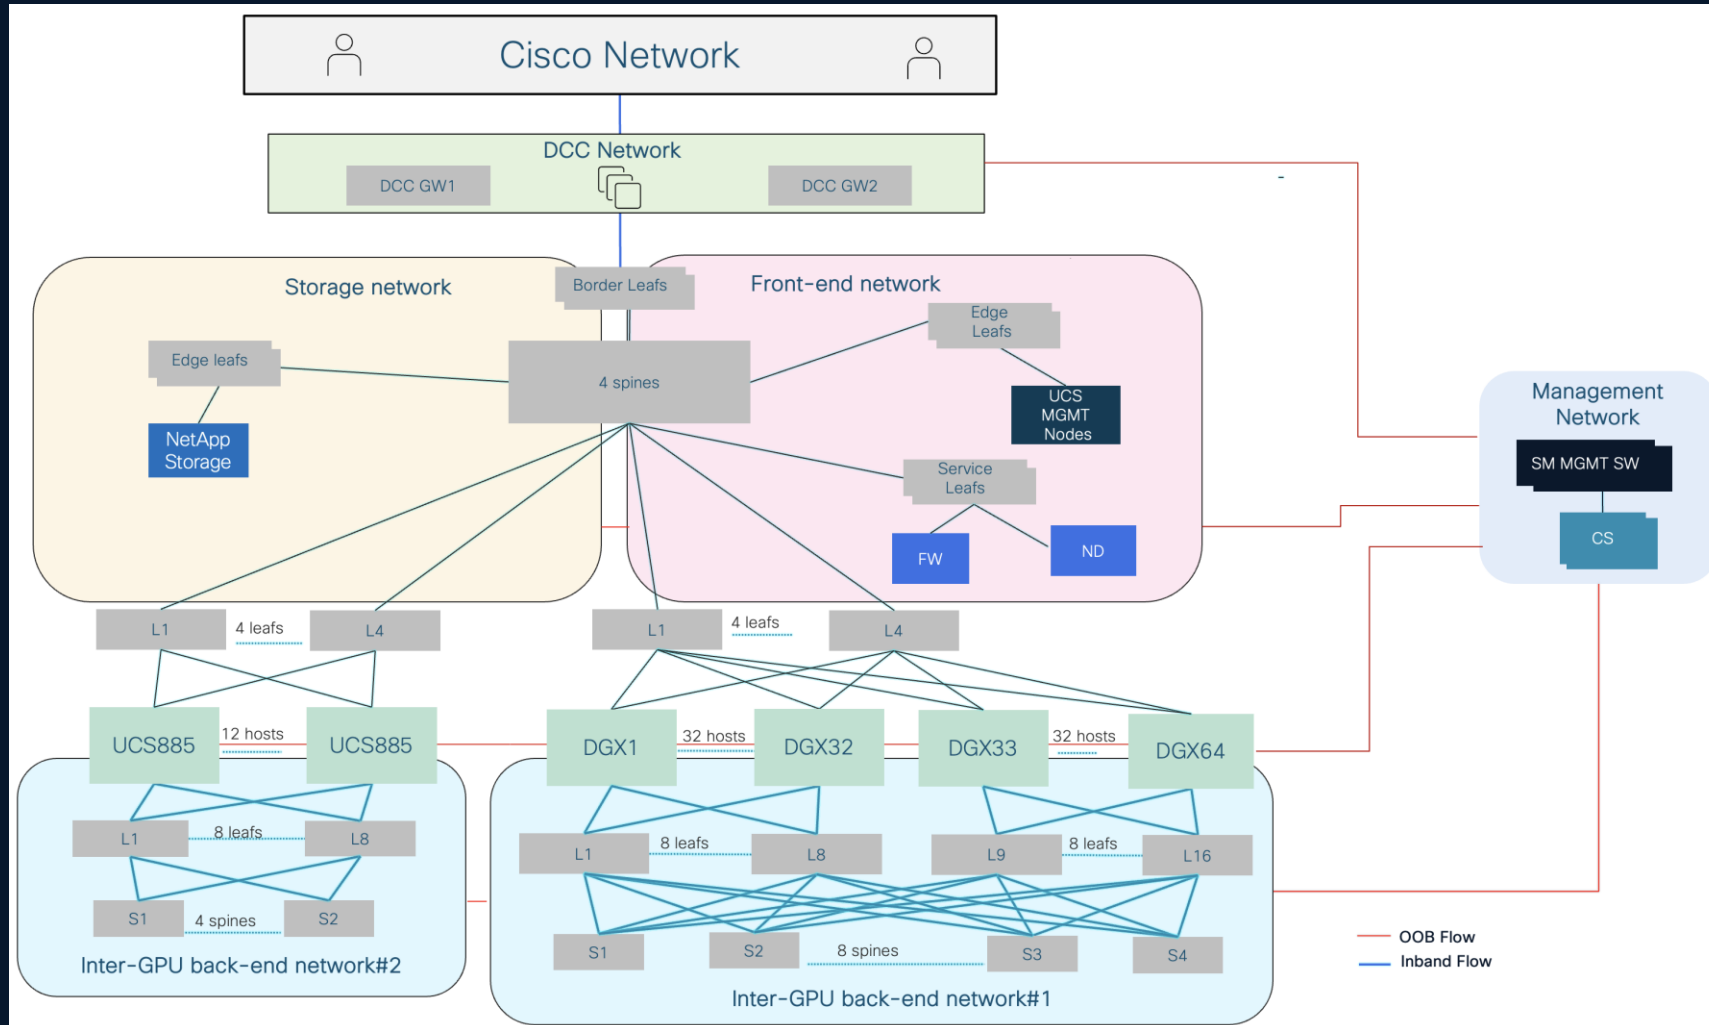 Cisco Network
DCC Network
DCC GW1
DCC GW2
-
Storage network
Border Leafs
Front-end network
Edge leafs
4 spines
Edge
Leafs
NetApp
Storage
UCS
MGMT
Nodes
Service
Leafs
FW
ND
Management
Network
SM MGMT SW
CS
L1
4 leafs
L4
L1
4 leafs
L4
UCS885
12 hosts
UCS885
DGX1
32 hosts
DGX32
DGX33
32 hosts
DGX64
L1
8 leafs
L8
L1
8 leafs
L8
L9
8 leafs
L16
S1
4 spines
S2
S1
S2
8 spines
S3
S4
Inter-GPU back-end network#2
Inter-GPU back-end network#1
OOB Flow
Inband Flow